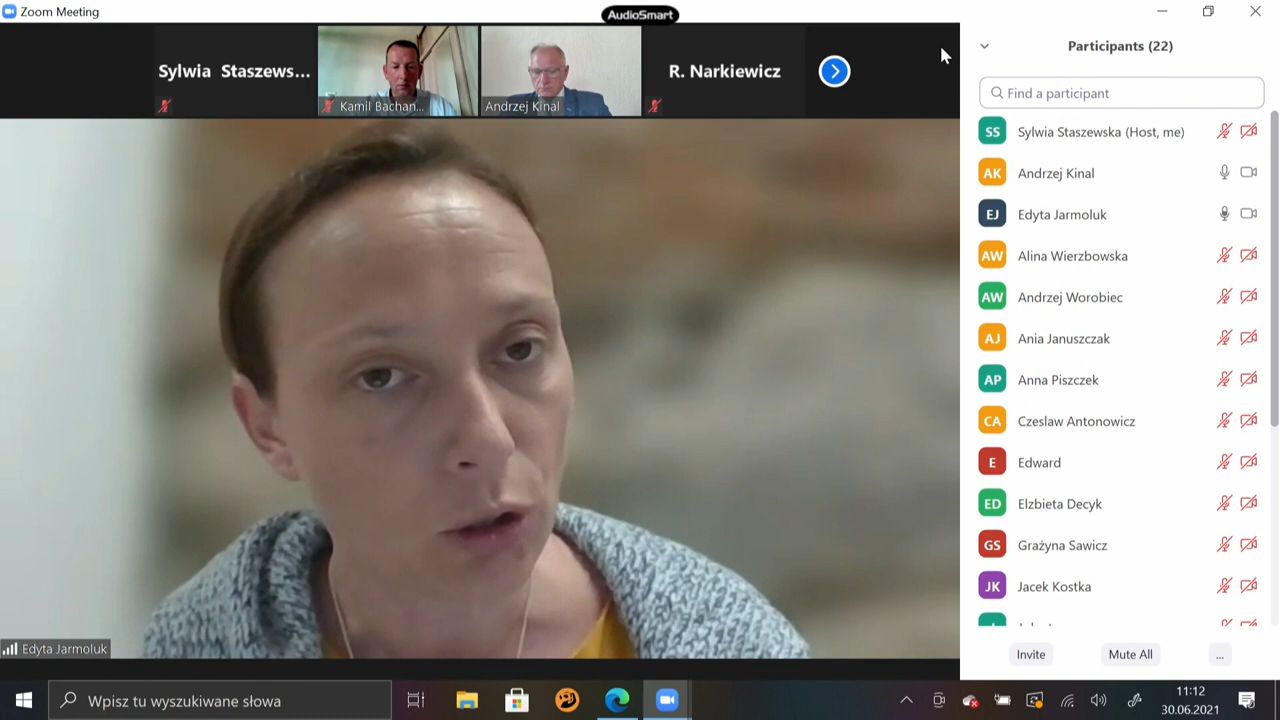 Zoom Meeting
AudioSmart
Sylwia Staszews...
Kamil Bachan...
Andrzej Kinal
R. Narkiewicz
Edyta Jarmoluk
Participants (22)
Find a participant
SS Sylwia Staszewska (Host, me)
AK Andrzej Kinal
EJ Edyta Jarmoluk
AW Alina Wierzbowska
AW Andrzej Worobiec
AJ Ania Januszczak
AP Anna Piszczek
CA Czeslaw Antonowicz
E Edward
ED Elzbieta Decyk
GS Grażyna Sawicz
JK Jacek Kostka
Invite
Mute All
...
Wpisz tu wyszukiwane słowa
11:12
30.06.2021